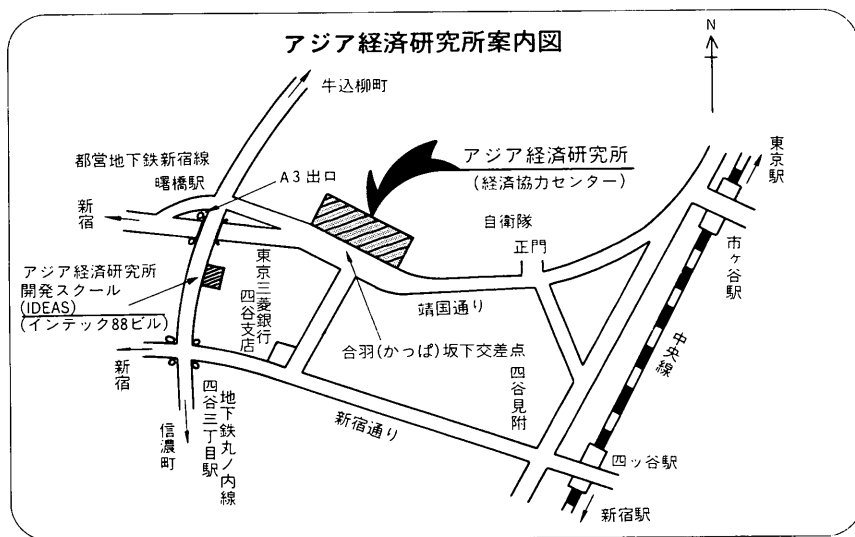 アジア経済研究所案内図
N
牛込柳町
東京駅
都営地下鉄新宿線
曙橋駅
A3出口
アジア経済研究所
(経済協力センター)
新宿
自衛隊
正門
市ヶ谷駅
アジア経済研究所
開発スクール
(IDEAS)
(インテック88ビル)
東京三菱銀行
四谷支店
靖国通り
中央線
合羽(かっぱ)坂下交差点
新宿
四谷見附
新宿通り
信濃町
地下鉄丸ノ内線
四谷三丁目駅
四ッ谷駅
新宿駅